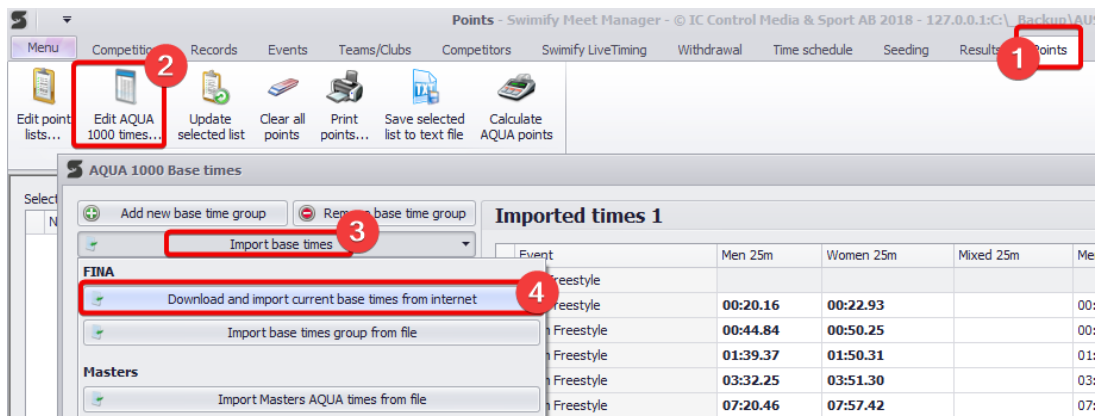 Points - Swimify Meet Manager - © IC Control Media & Sport AB 2018 - 127.0.0.1:C:\_Backup\AUS
Menu Competition Records Events Teams/Clubs Competitors Swimify LiveTiming Withdrawal Time schedule Seeding Results Points
1
2
Edit point lists... Edit AQUA 1000 times... Update selected list Clear all points Print points... Save selected list to text file Calculate AQUA points
AQUA 1000 Base times
Select
N
Add new base time group Remove base time group Imported times 1
3
Import base times
Event Men 25m Women 25m Mixed 25m Me
FINA
reestyle
4
Download and import current base times from internet
reestyle 00:20.16 00:22.93 00:
Import base times group from file
Freestyle 00:44.84 00:50.25 00:
Freestyle 01:39.37 01:50.31 01:
Masters
Freestyle 03:32.25 03:51.30 03:
Import Masters AQUA times from file
Freestyle 07:20.46 07:57.42 07: